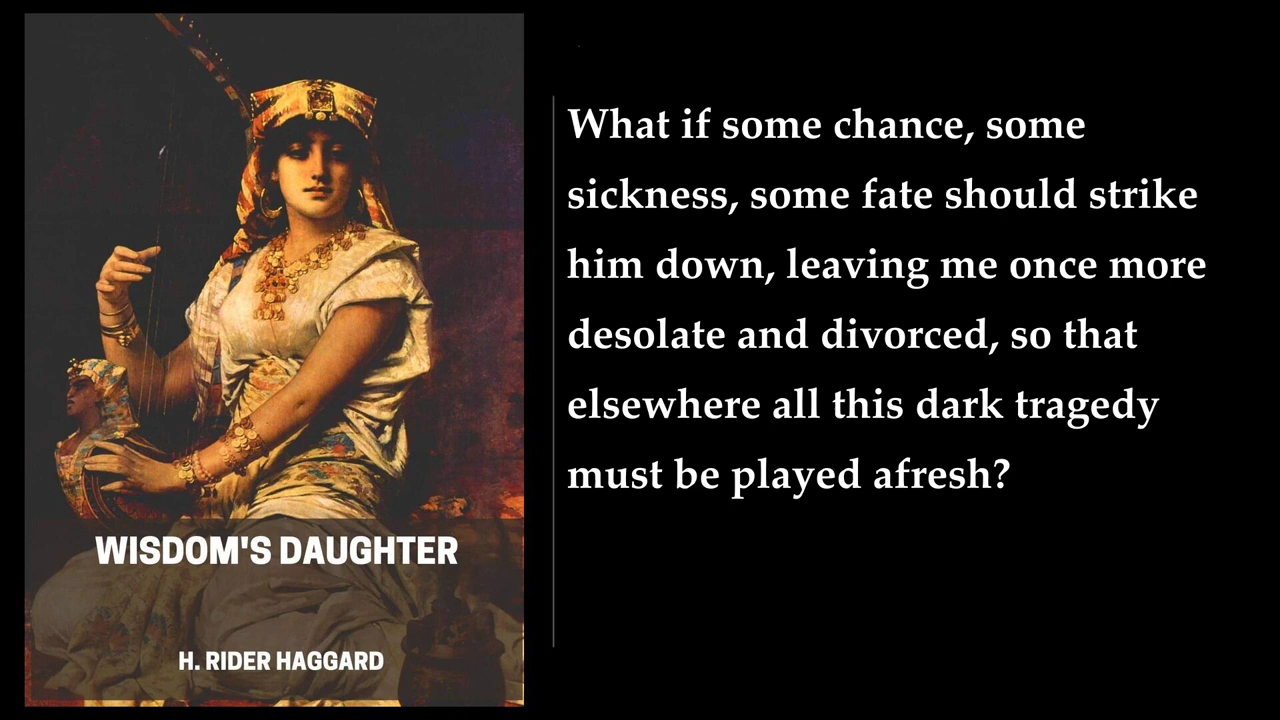 WISDOM'S DAUGHTER
H. RIDER HAGGARD
What if some chance, some
sickness, some fate should strike
him down, leaving me once more
desolate and divorced, so that
elsewhere all this dark tragedy
must be played afresh?